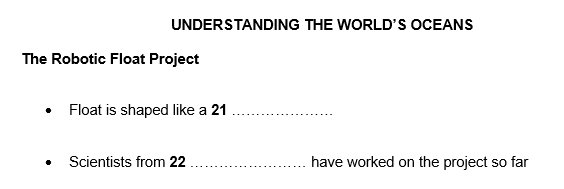 UNDERSTANDING THE WORLD'S OCEANS
The Robotic Float Project
• Float is shaped like a 21 .....................
• Scientists from 22 ........................ have worked on the project so far